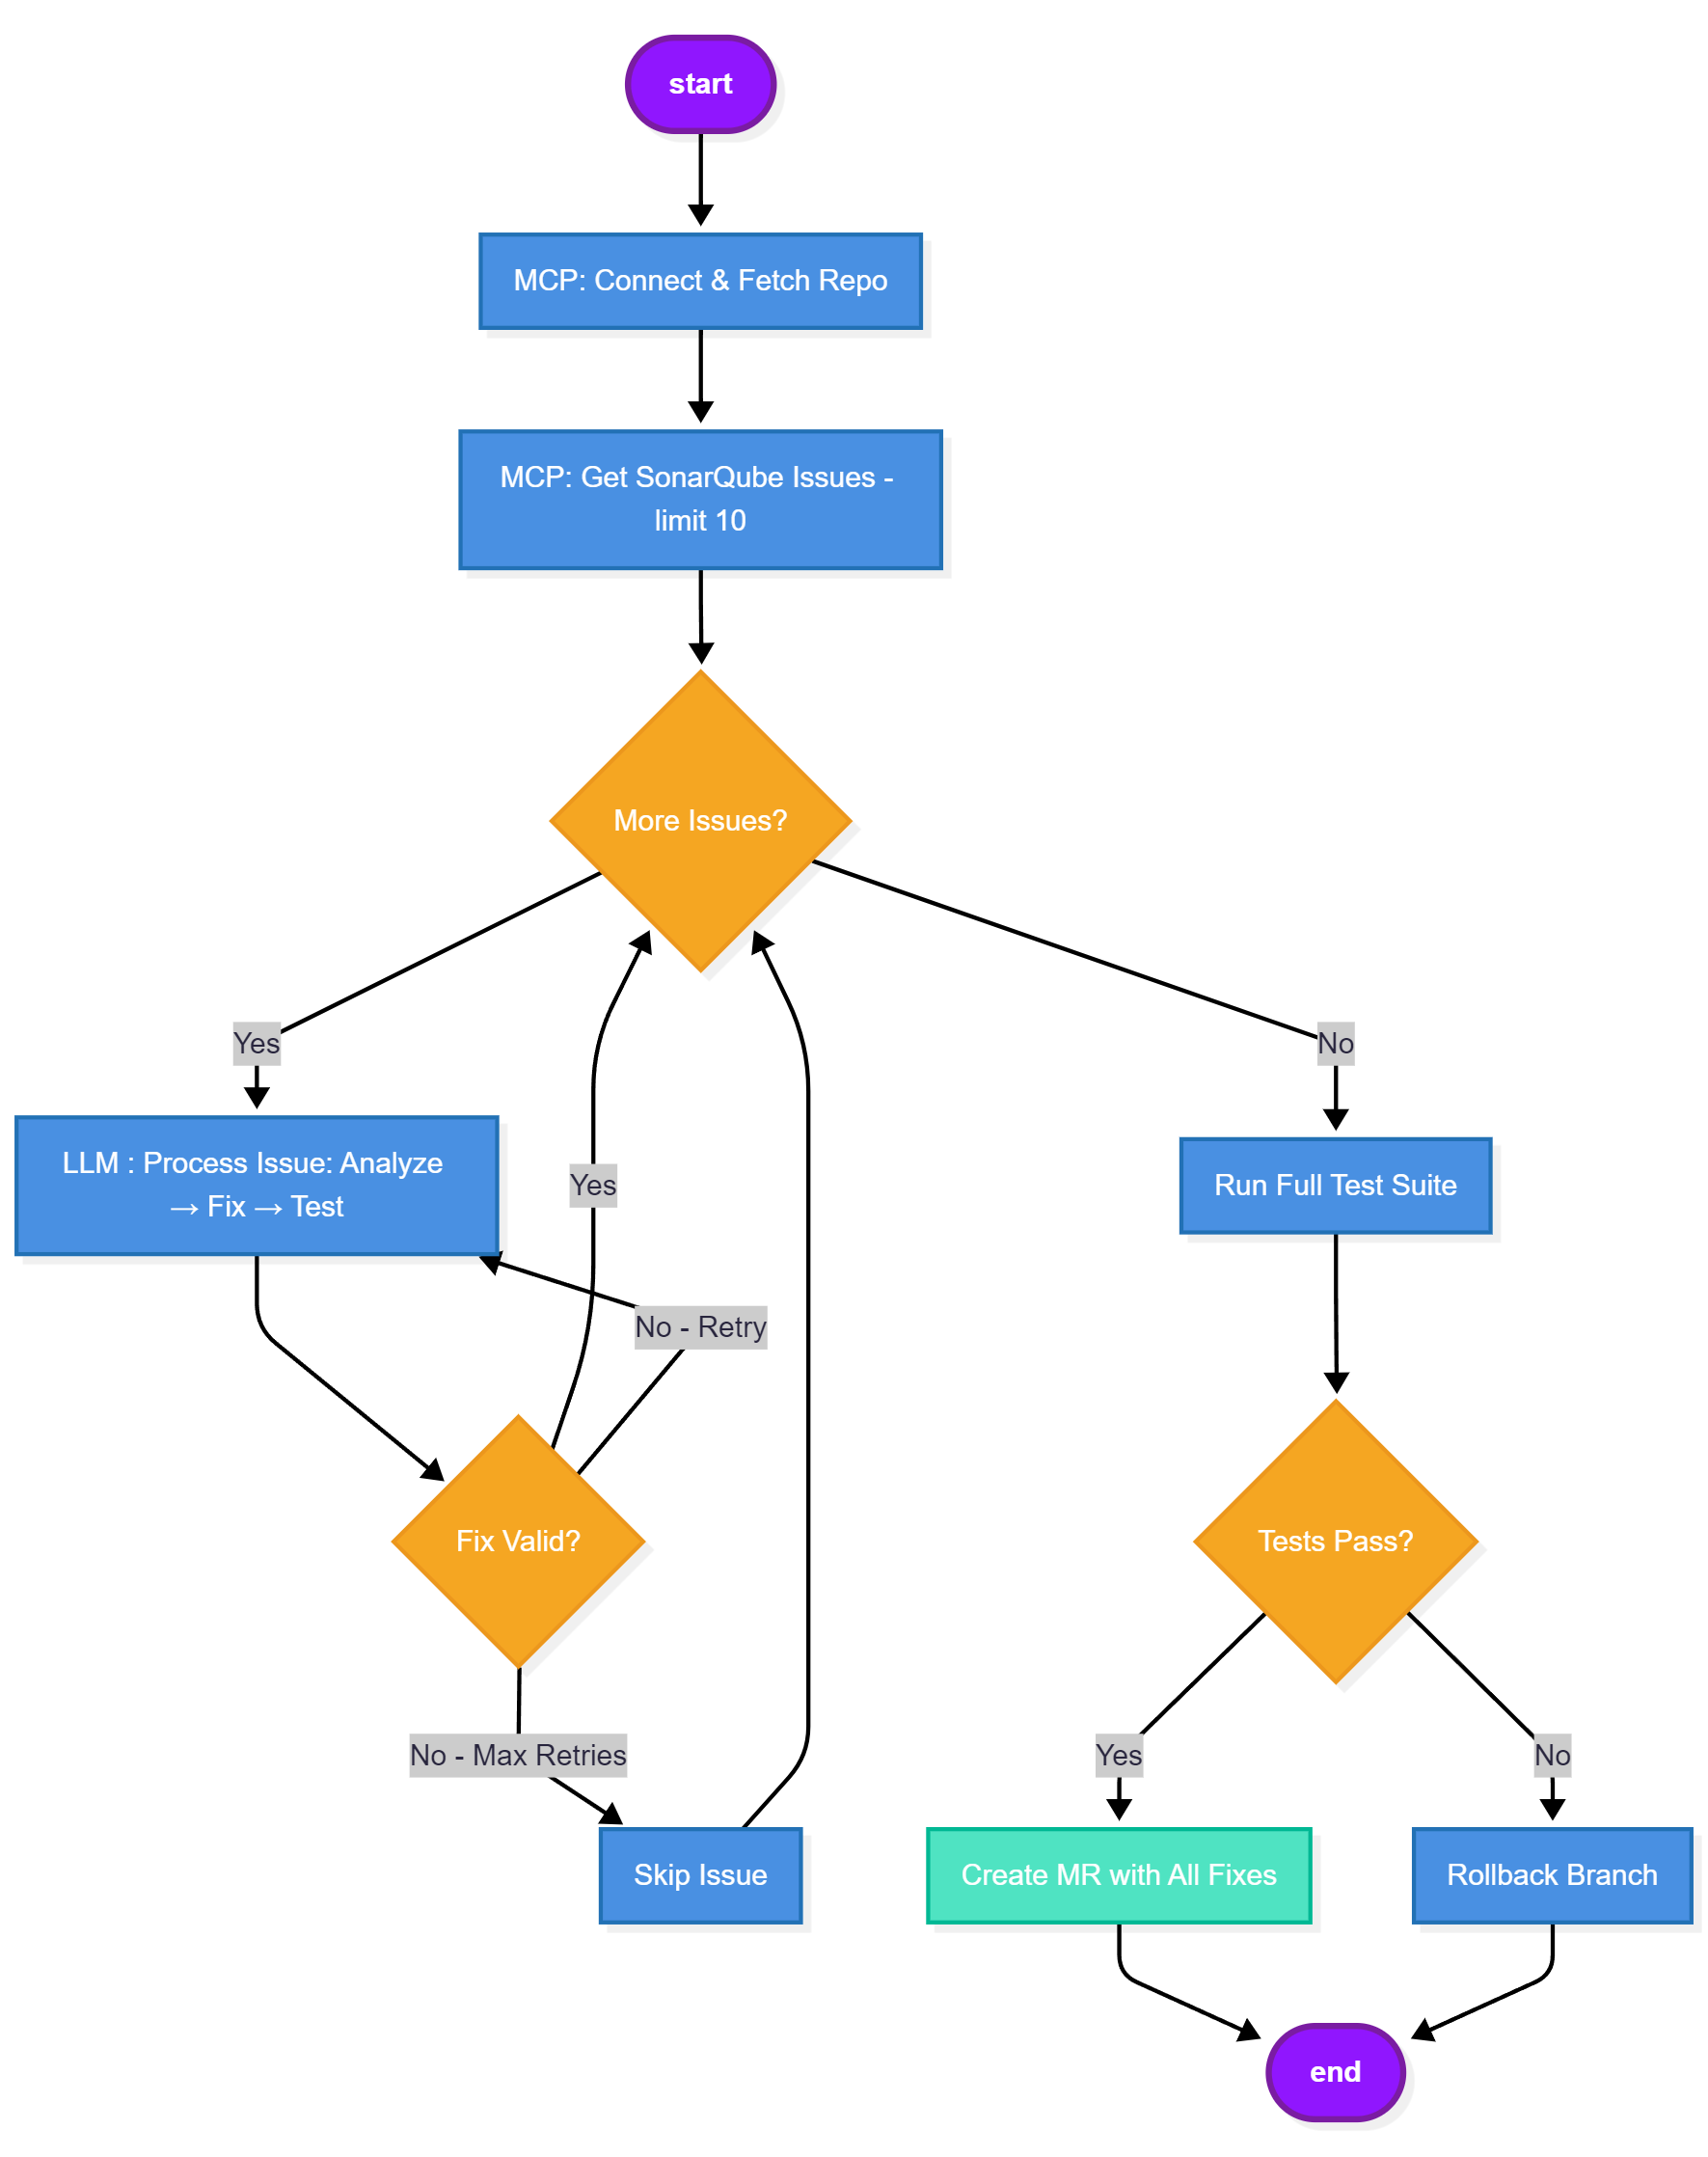 start
MCP: Connect & Fetch Repo
MCP: Get SonarQube Issues -
limit 10
More Issues?
Yes
No
LLM : Process Issue: Analyze
→ Fix → Test
Yes
Run Full Test Suite
No - Retry
Fix Valid?
Tests Pass?
No - Max Retries
Yes
No
Skip Issue
Create MR with All Fixes
Rollback Branch
end